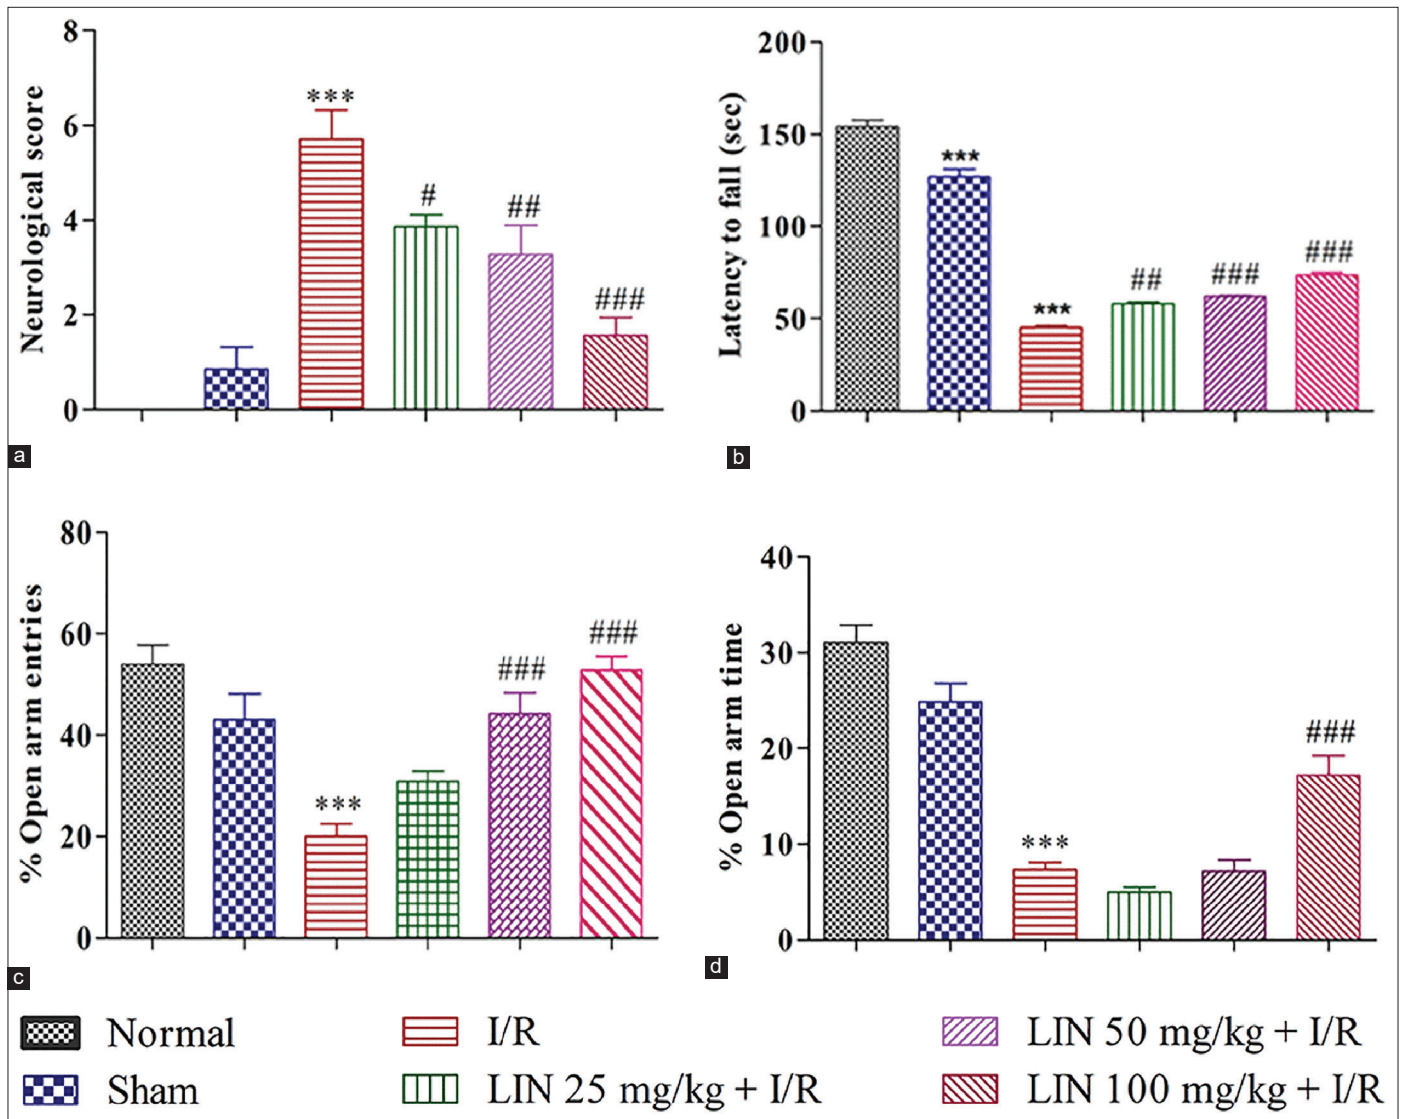 8
6
4
2
0
Neurological score
***
#
##
###
a
200
150
100
50
0
Latency to fall (sec)
***
***
##
###
###
b
80
60
40
20
0
% Open arm entries
***
###
###
c
40
30
20
10
0
% Open arm time
***
###
d
Normal
I/R
LIN 50 mg/kg + I/R
Sham
LIN 25 mg/kg + I/R
LIN 100 mg/kg + I/R